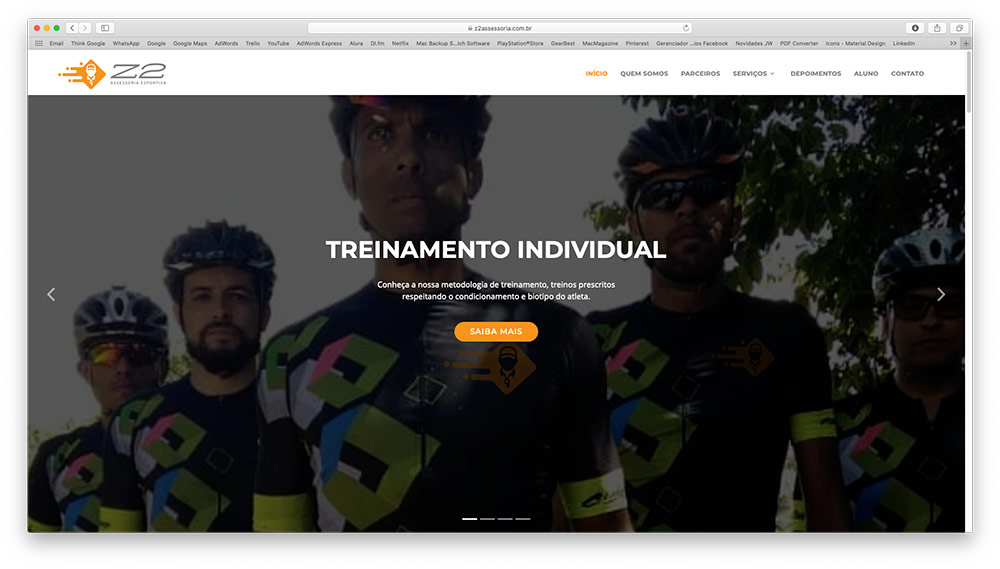 z2assessoria.com.br
Email Think Google WhatsApp Google Google Maps AdWords Trello YouTube AdWords Express Alura DI.fm Netflix Mac Backup S...ich Software PlayStation®Store GearBest MacMagazine Pinterest Gerenciador ...ios Facebook Novidades JW PDF Converter Icons - Material Design LinkedIn
Z2
ASSESSORIA ESPORTIVA
INÍCIO QUEM SOMOS PARCEIROS SERVIÇOS DEPOIMENTOS ALUNO CONTATO
TREINAMENTO INDIVIDUAL
Conheça a nossa metodologia de treinamento, treinos prescritos
respeitando o condicionamento e biotipo do atleta.
SAIBA MAIS